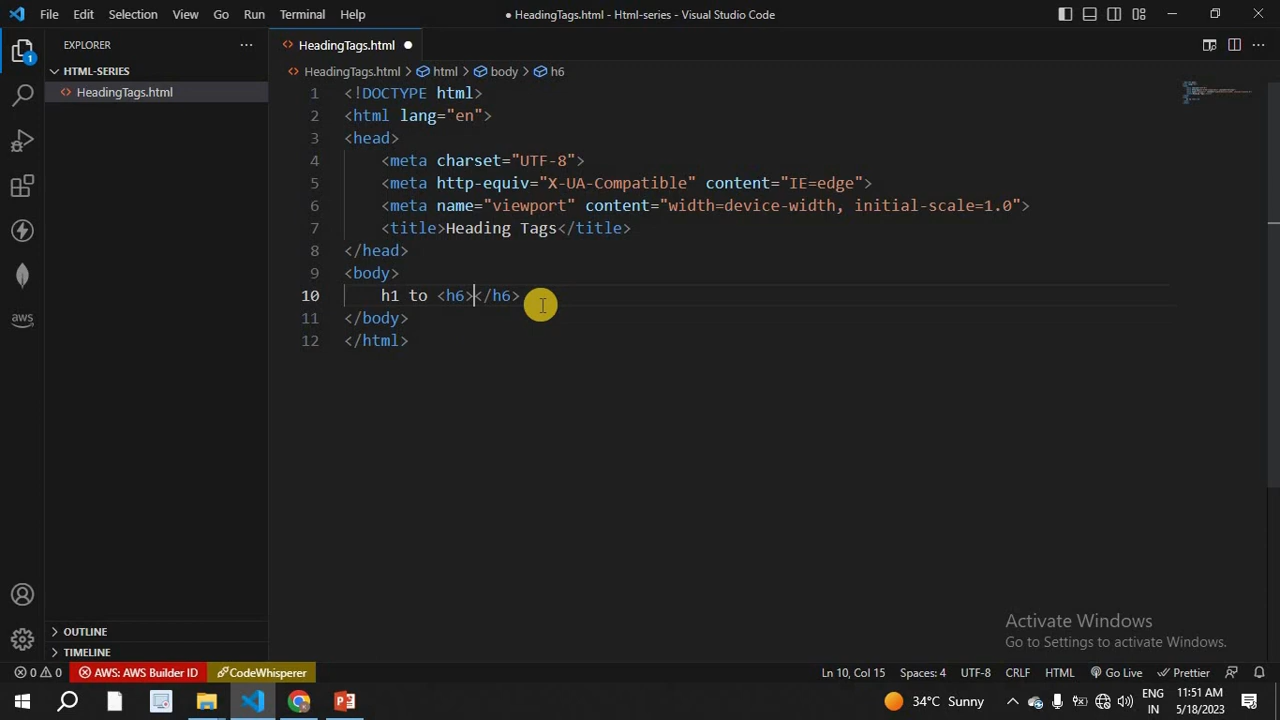 File Edit Selection View Go Run Terminal Help
● HeadingTags.html - Html-series - Visual Studio Code
EXPLORER
HTML-SERIES
HeadingTags.html
1
HeadingTags.html ●
HeadingTags.html > html > body > h6
1 <!DOCTYPE html>
2 <html lang="en">
3 <head>
4 <meta charset="UTF-8">
5 <meta http-equiv="X-UA-Compatible" content="IE=edge">
6 <meta name="viewport" content="width=device-width, initial-scale=1.0">
7 <title>Heading Tags</title>
8 </head>
9 <body>
10 h1 to <h6></h6>
11 </body>
12 </html>
aws
OUTLINE
TIMELINE
Activate Windows
Go to Settings to activate Windows.
0 0 AWS: AWS Builder ID CodeWhisperer
Ln 10, Col 15 Spaces: 4 UTF-8 CRLF HTML Go Live Prettier
34°C Sunny
ENG
IN
11:51 AM
5/18/2023